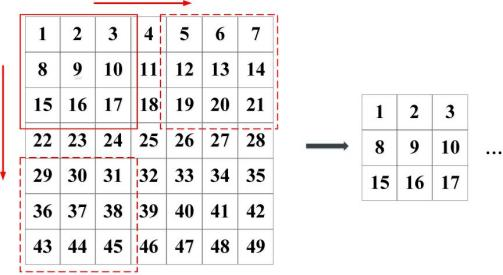 1 2 3 4 5 6 7
8 9 10 11 12 13 14
15 16 17 18 19 20 21
22 23 24 25 26 27 28
29 30 31 32 33 34 35
36 37 38 39 40 41 42
43 44 45 46 47 48 49
1 2 3
8 9 10 ...
15 16 17